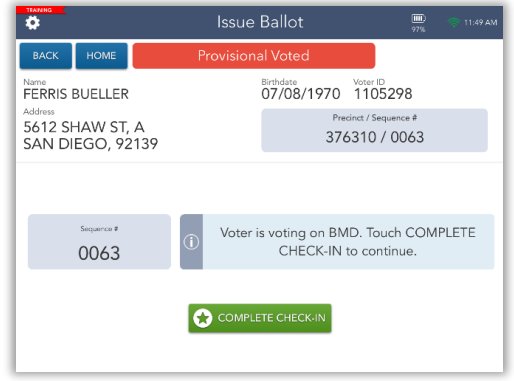 TRAINING
Issue Ballot
97%
11:49 AM
BACK
HOME
Provisional Voted
Name
FERRIS BUELLER
Birthdate
07/08/1970
Voter ID
1105298
Address
5612 SHAW ST, A
SAN DIEGO, 92139
Precinct / Sequence #
376310 / 0063
Sequence #
0063
Voter is voting on BMD. Touch COMPLETE
CHECK-IN to continue.
COMPLETE CHECK-IN